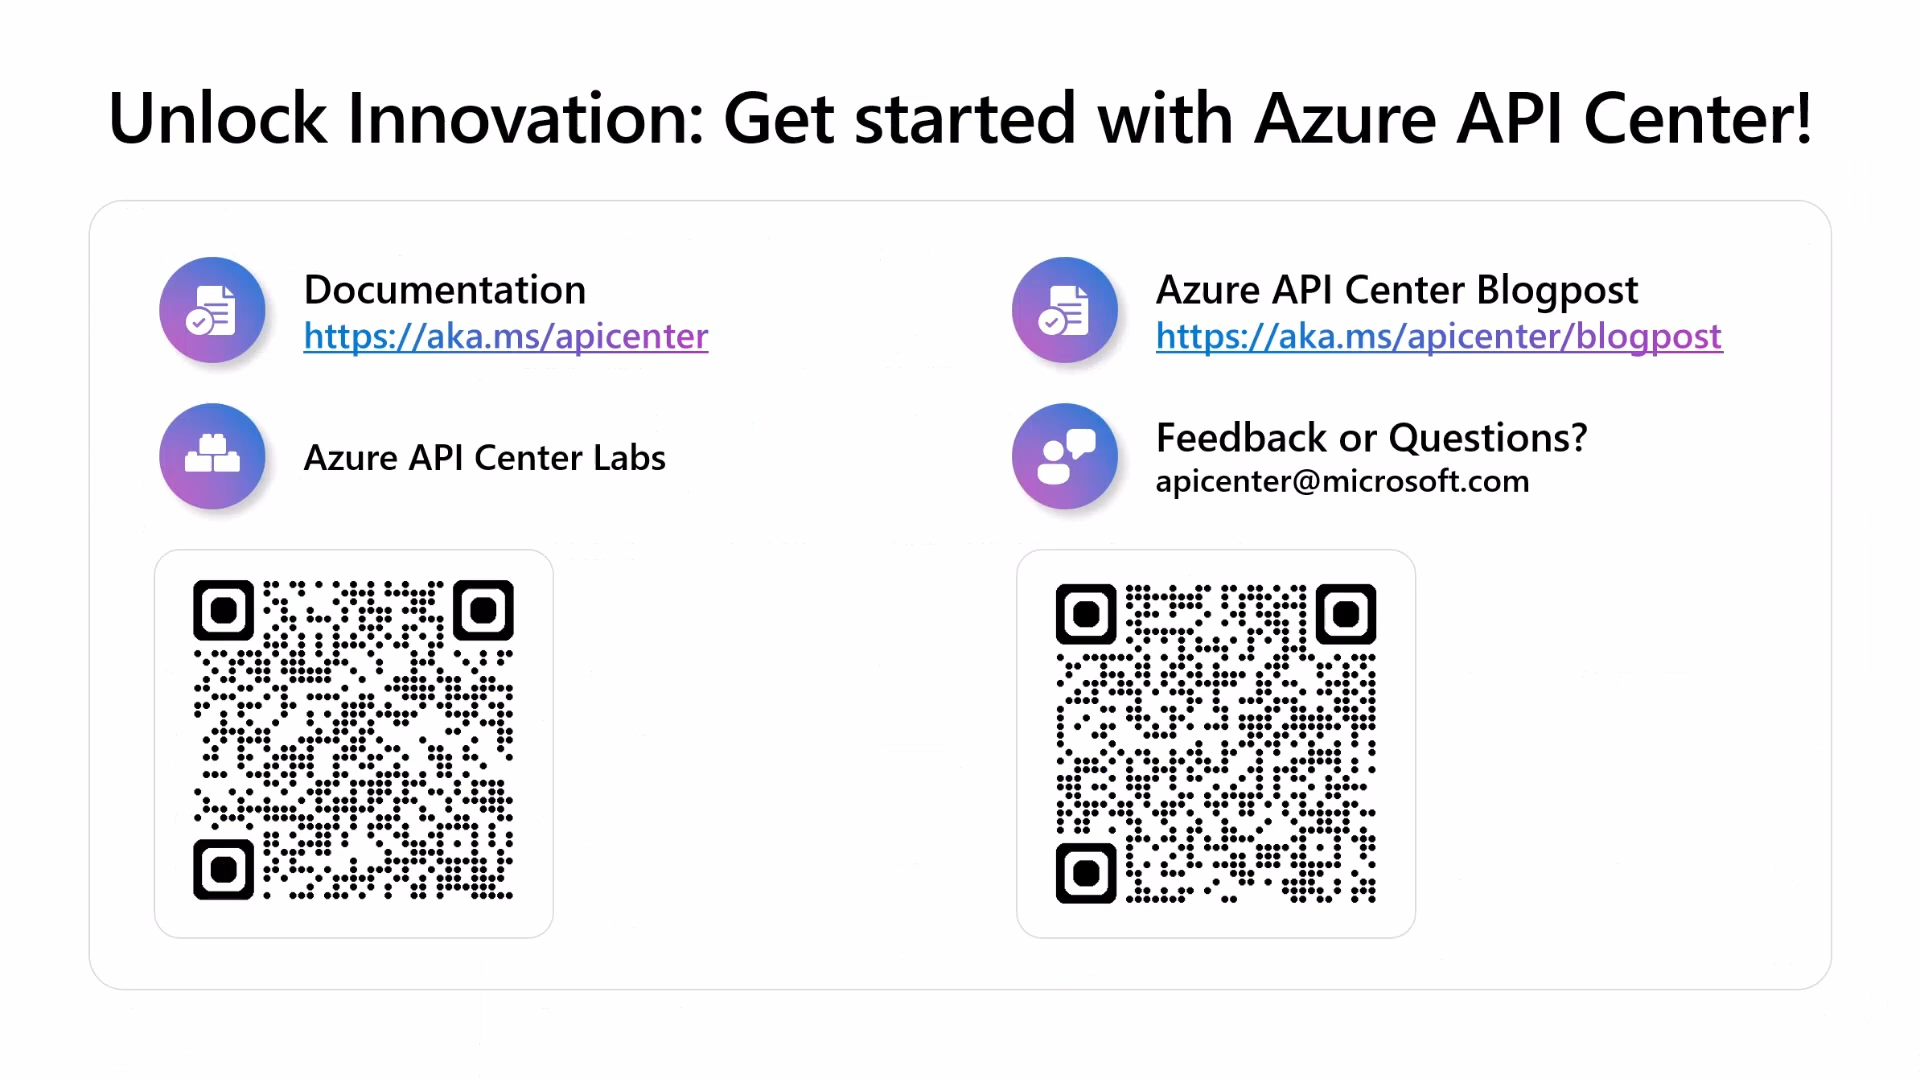 Unlock Innovation: Get started with Azure API Center!
Documentation
https://aka.ms/apicenter
Azure API Center Labs
Azure API Center Blogpost
https://aka.ms/apicenter/blogpost
Feedback or Questions?
apicenter@microsoft.com